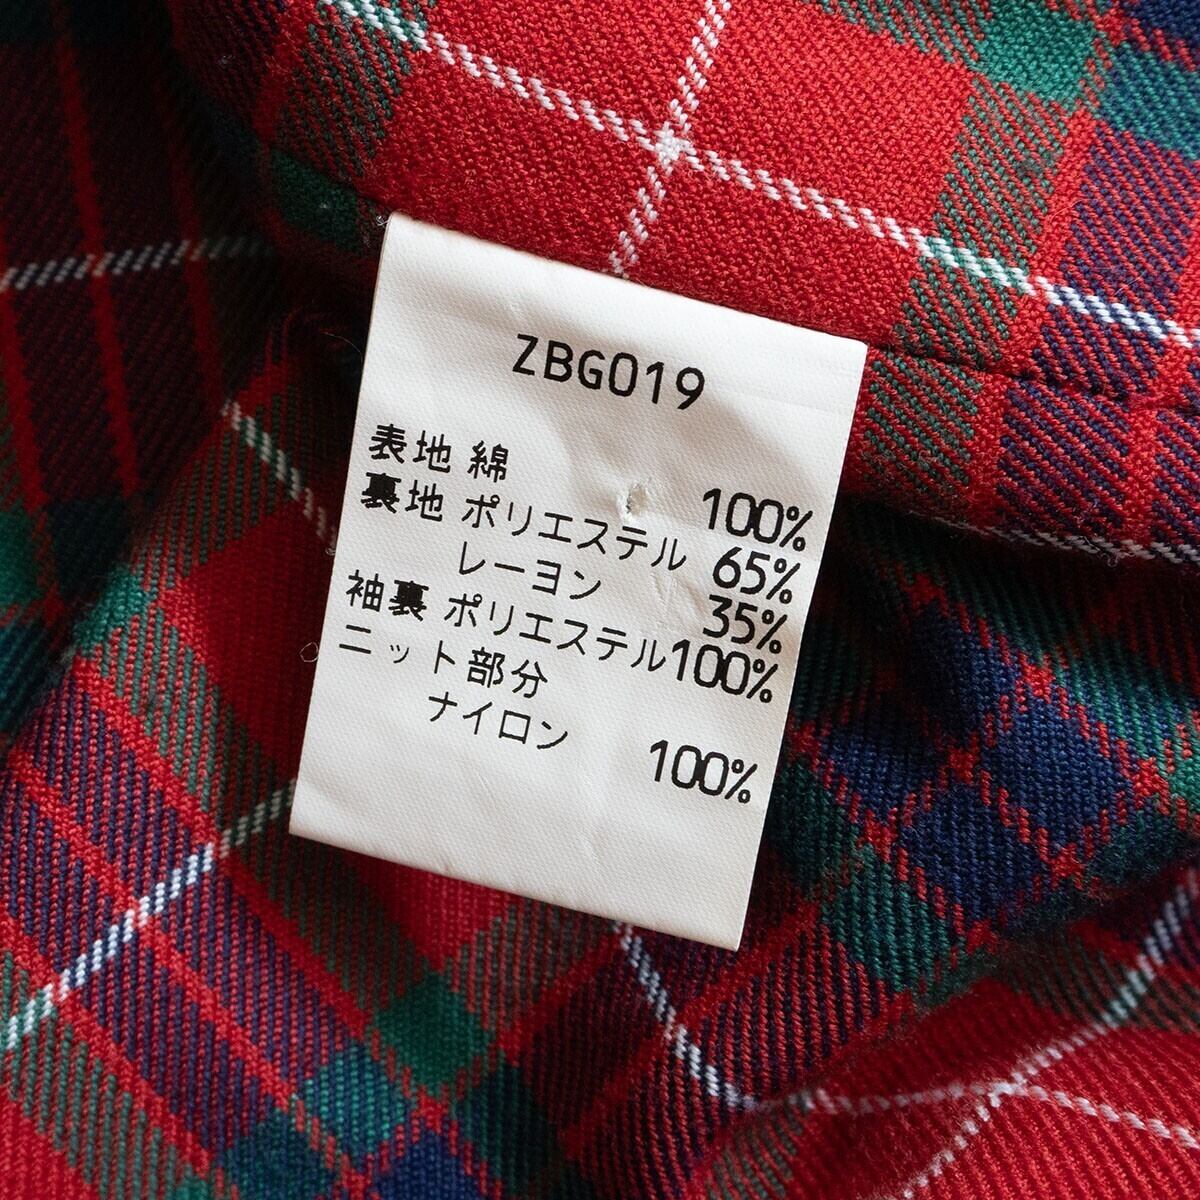 ZBG019
表地 綿 100%
裏地 ポリエステル 65%
レーヨン 35%
袖裏 ポリエステル 100%
ニット部分
ナイロン 100%